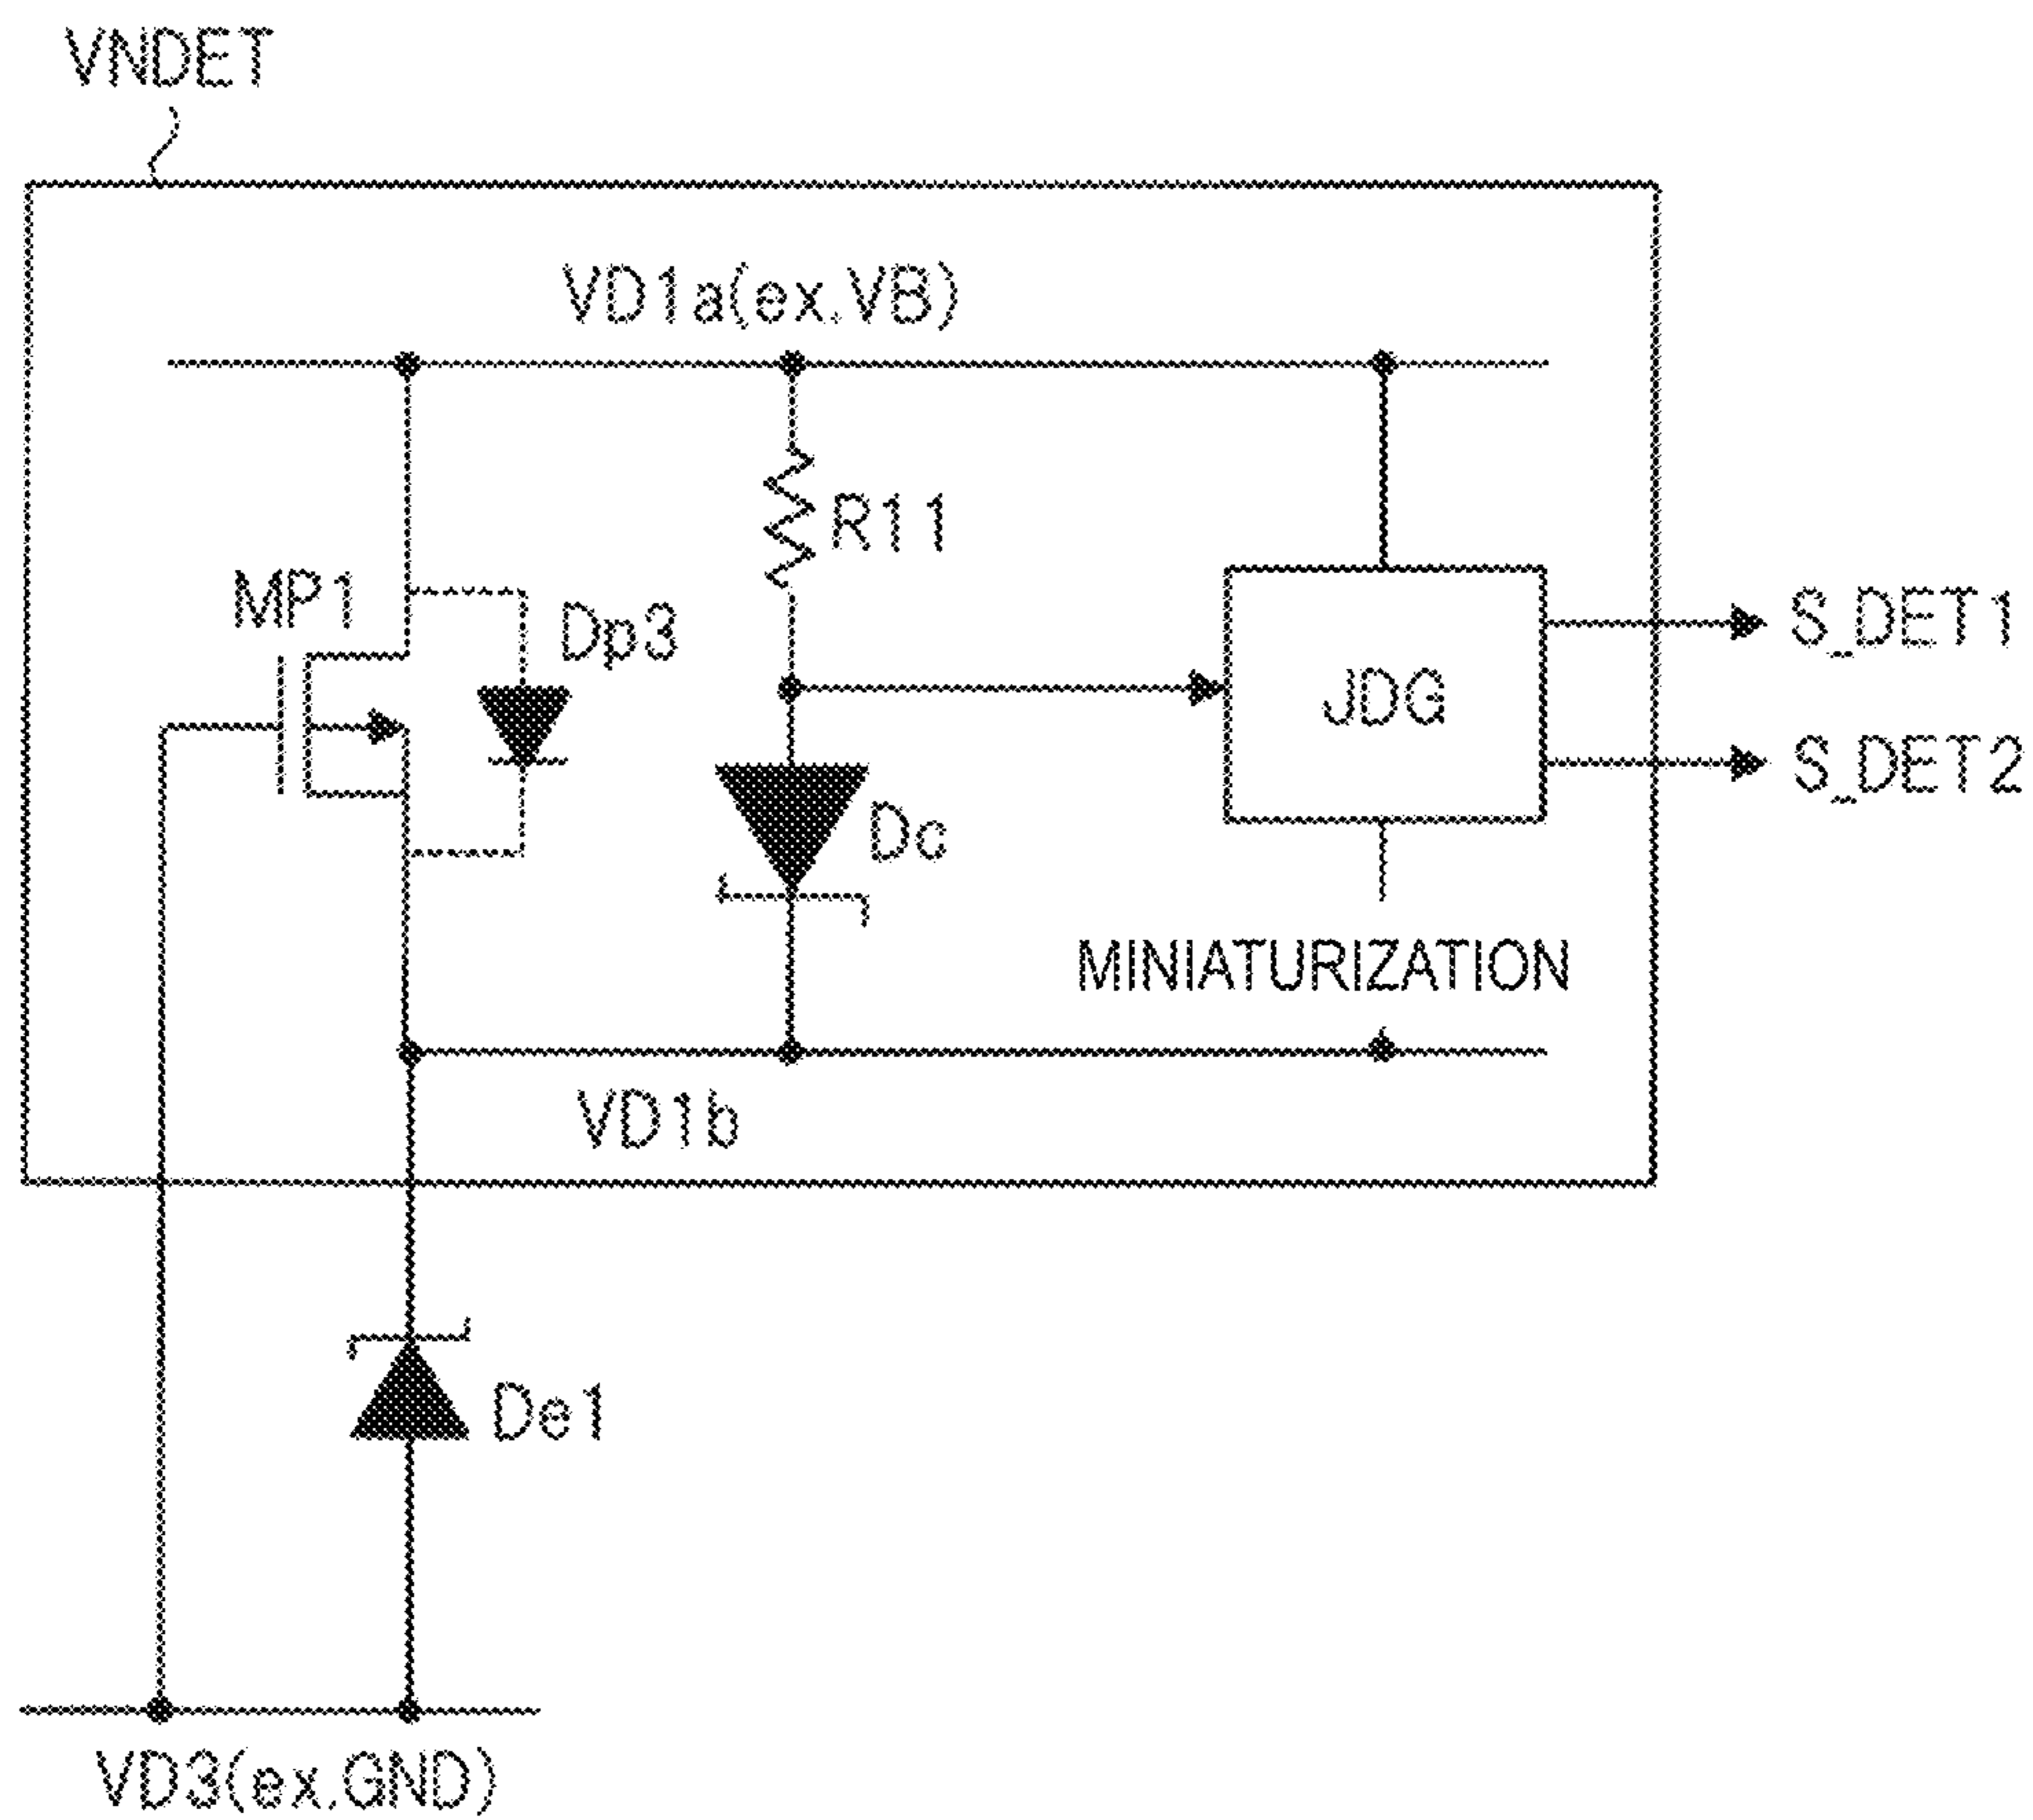 VNDET
VD1a(ex.VB)
R11
MP1
Dp3
S_DET1
JDG
S_DET2
Dc
MINIATURIZATION
VD1b
De1
VD3(ex.GND)